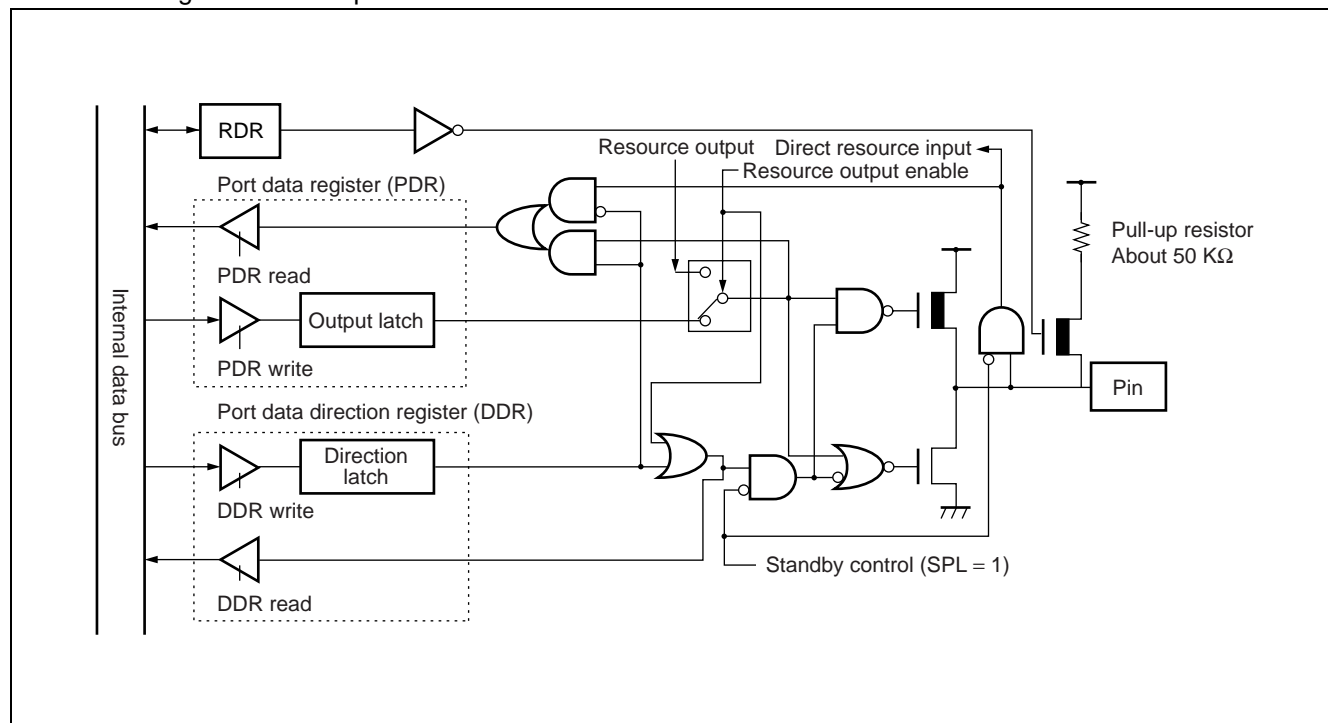 RDR
Resource output
Direct resource input
Resource output enable
Port data register (PDR)
Pull-up resistor
About 50 KΩ
PDR read
Output latch
PDR write
Internal data bus
Pin
Port data direction register (DDR)
Direction
latch
DDR write
Standby control (SPL = 1)
DDR read